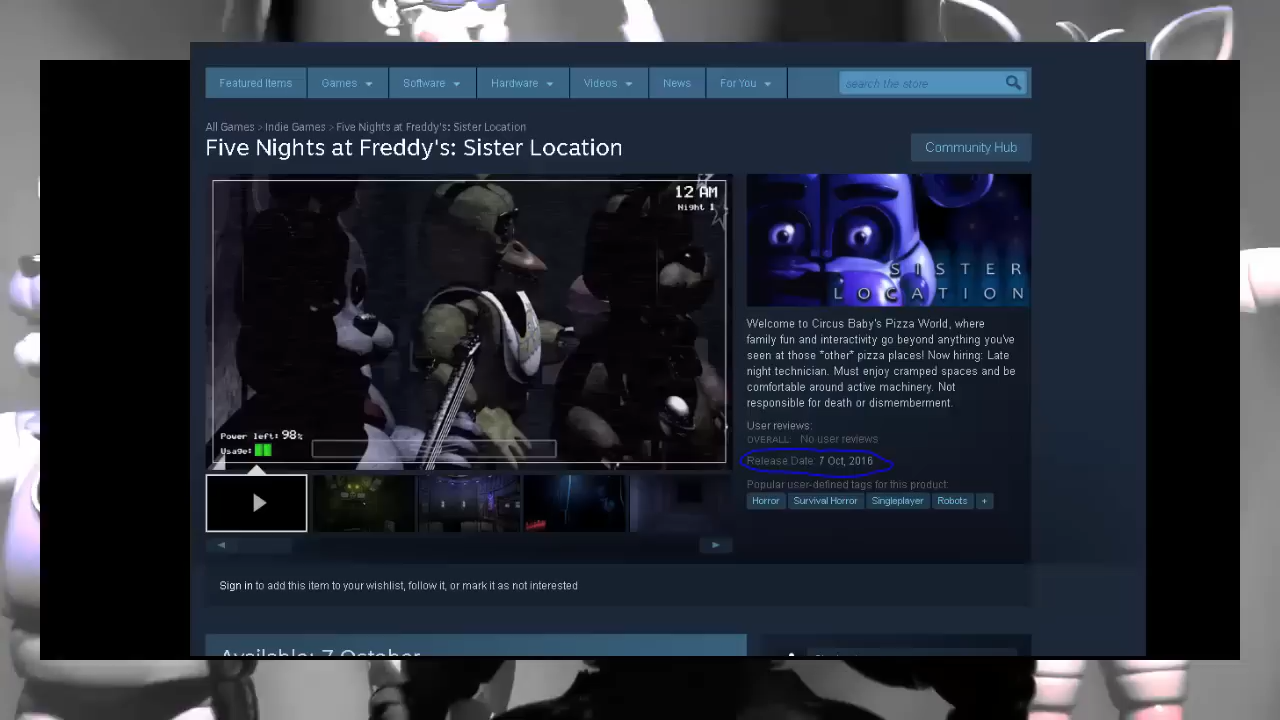 Featured Items Games Software Hardware Videos News For You search the store
All Games > Indie Games > Five Nights at Freddy's: Sister Location
Five Nights at Freddy's: Sister Location
Community Hub
12 AM
Night 1
Power left: 98%
Usage:
SISTER
LOCATION
Welcome to Circus Baby's Pizza World, where
family fun and interactivity go beyond anything you've
seen at those *other* pizza places! Now hiring: Late
night technician. Must enjoy cramped spaces and be
comfortable around active machinery. Not
responsible for death or dismemberment.
User reviews:
OVERALL: No user reviews
Release Date: 7 Oct, 2016
Popular user-defined tags for this product:
Horror Survival Horror Singleplayer Robots +
Sign in to add this item to your wishlist, follow it, or mark it as not interested
Available: 7 October